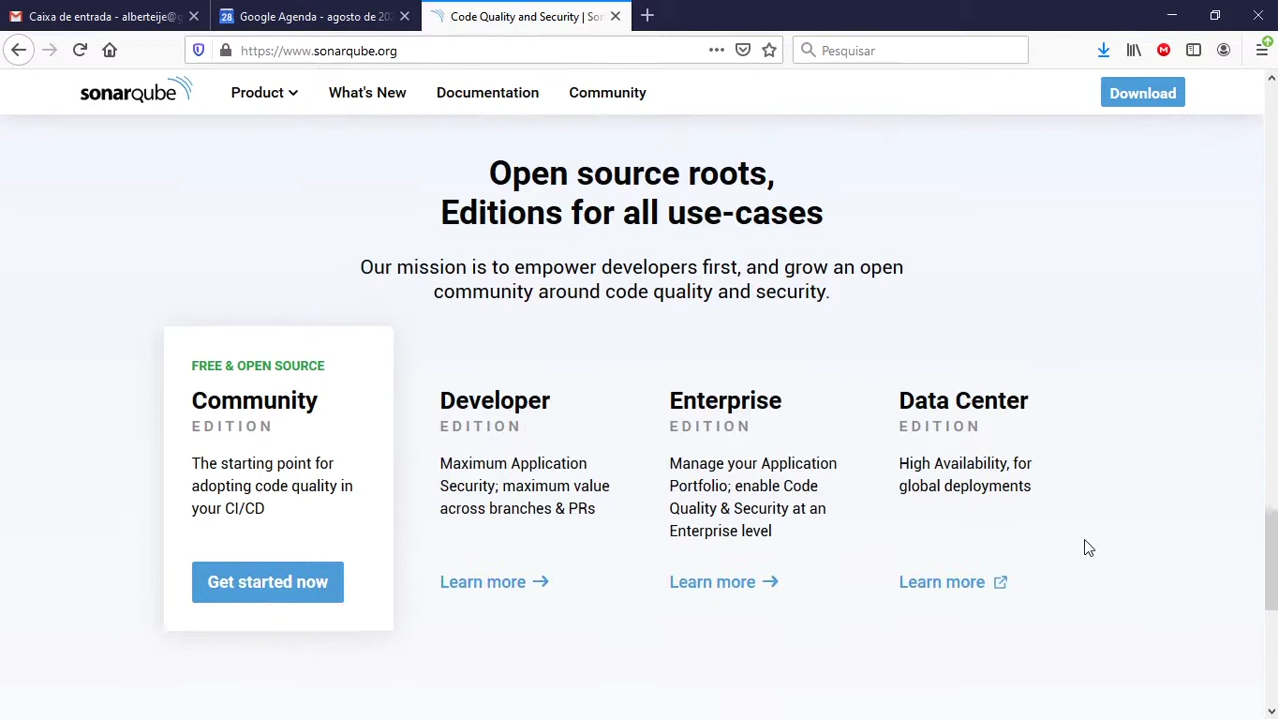 Caixa de entrada - alberteije@g
Google Agenda - agosto de 202
Code Quality and Security | Son
https://www.sonarqube.org
Pesquisar
sonarqube
Product
What's New
Documentation
Community
Download
Open source roots,
Editions for all use-cases
Our mission is to empower developers first, and grow an open
community around code quality and security.
FREE & OPEN SOURCE
Community
EDITION
The starting point for
adopting code quality in
your CI/CD
Get started now
Developer
EDITION
Maximum Application
Security; maximum value
across branches & PRs
Learn more
Enterprise
EDITION
Manage your Application
Portfolio; enable Code
Quality & Security at an
Enterprise level
Learn more
Data Center
EDITION
High Availability, for
global deployments
Learn more